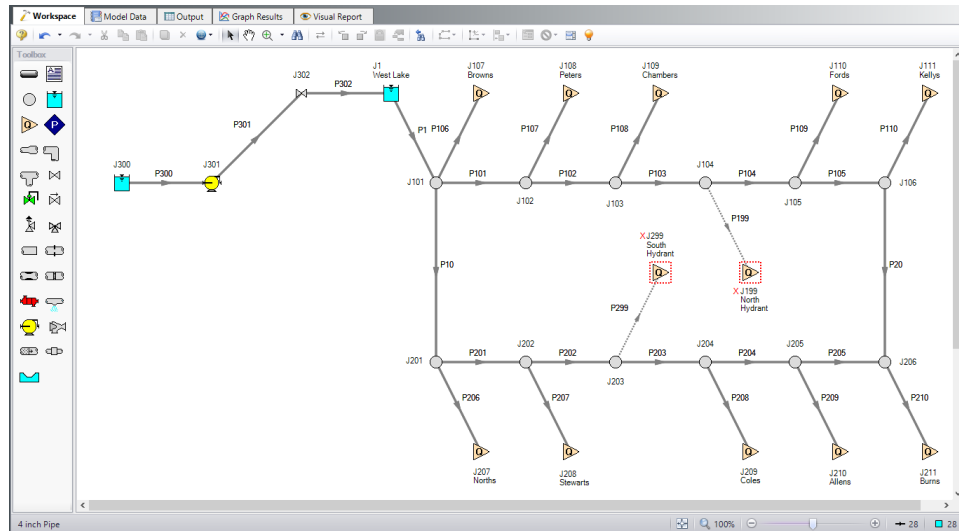 Workspace
Model Data
Output
Graph Results
Visual Report
Toolbox
J1
West Lake
J107
Browns
J108
Peters
J109
Chambers
J110
Fords
J111
Kellys
J302
P302
P301
P1
P106
P107
P108
P109
P110
J300
P300
J301
J101
P101
J102
P102
J103
P103
J104
P104
J105
P105
J106
P199
X J299
South
Hydrant
X J199
North
Hydrant
P10
P20
P299
J201
P201
J202
P202
J203
P203
J204
P204
J205
P205
J206
P206
P207
P208
P209
P210
J207
Norths
J208
Stewarts
J209
Coles
J210
Allens
J211
Burns
Q
Q
Q
Q
Q
Q
Q
Q
Q
Q
Q
Q
Q
P
4 inch Pipe
100%
28
28